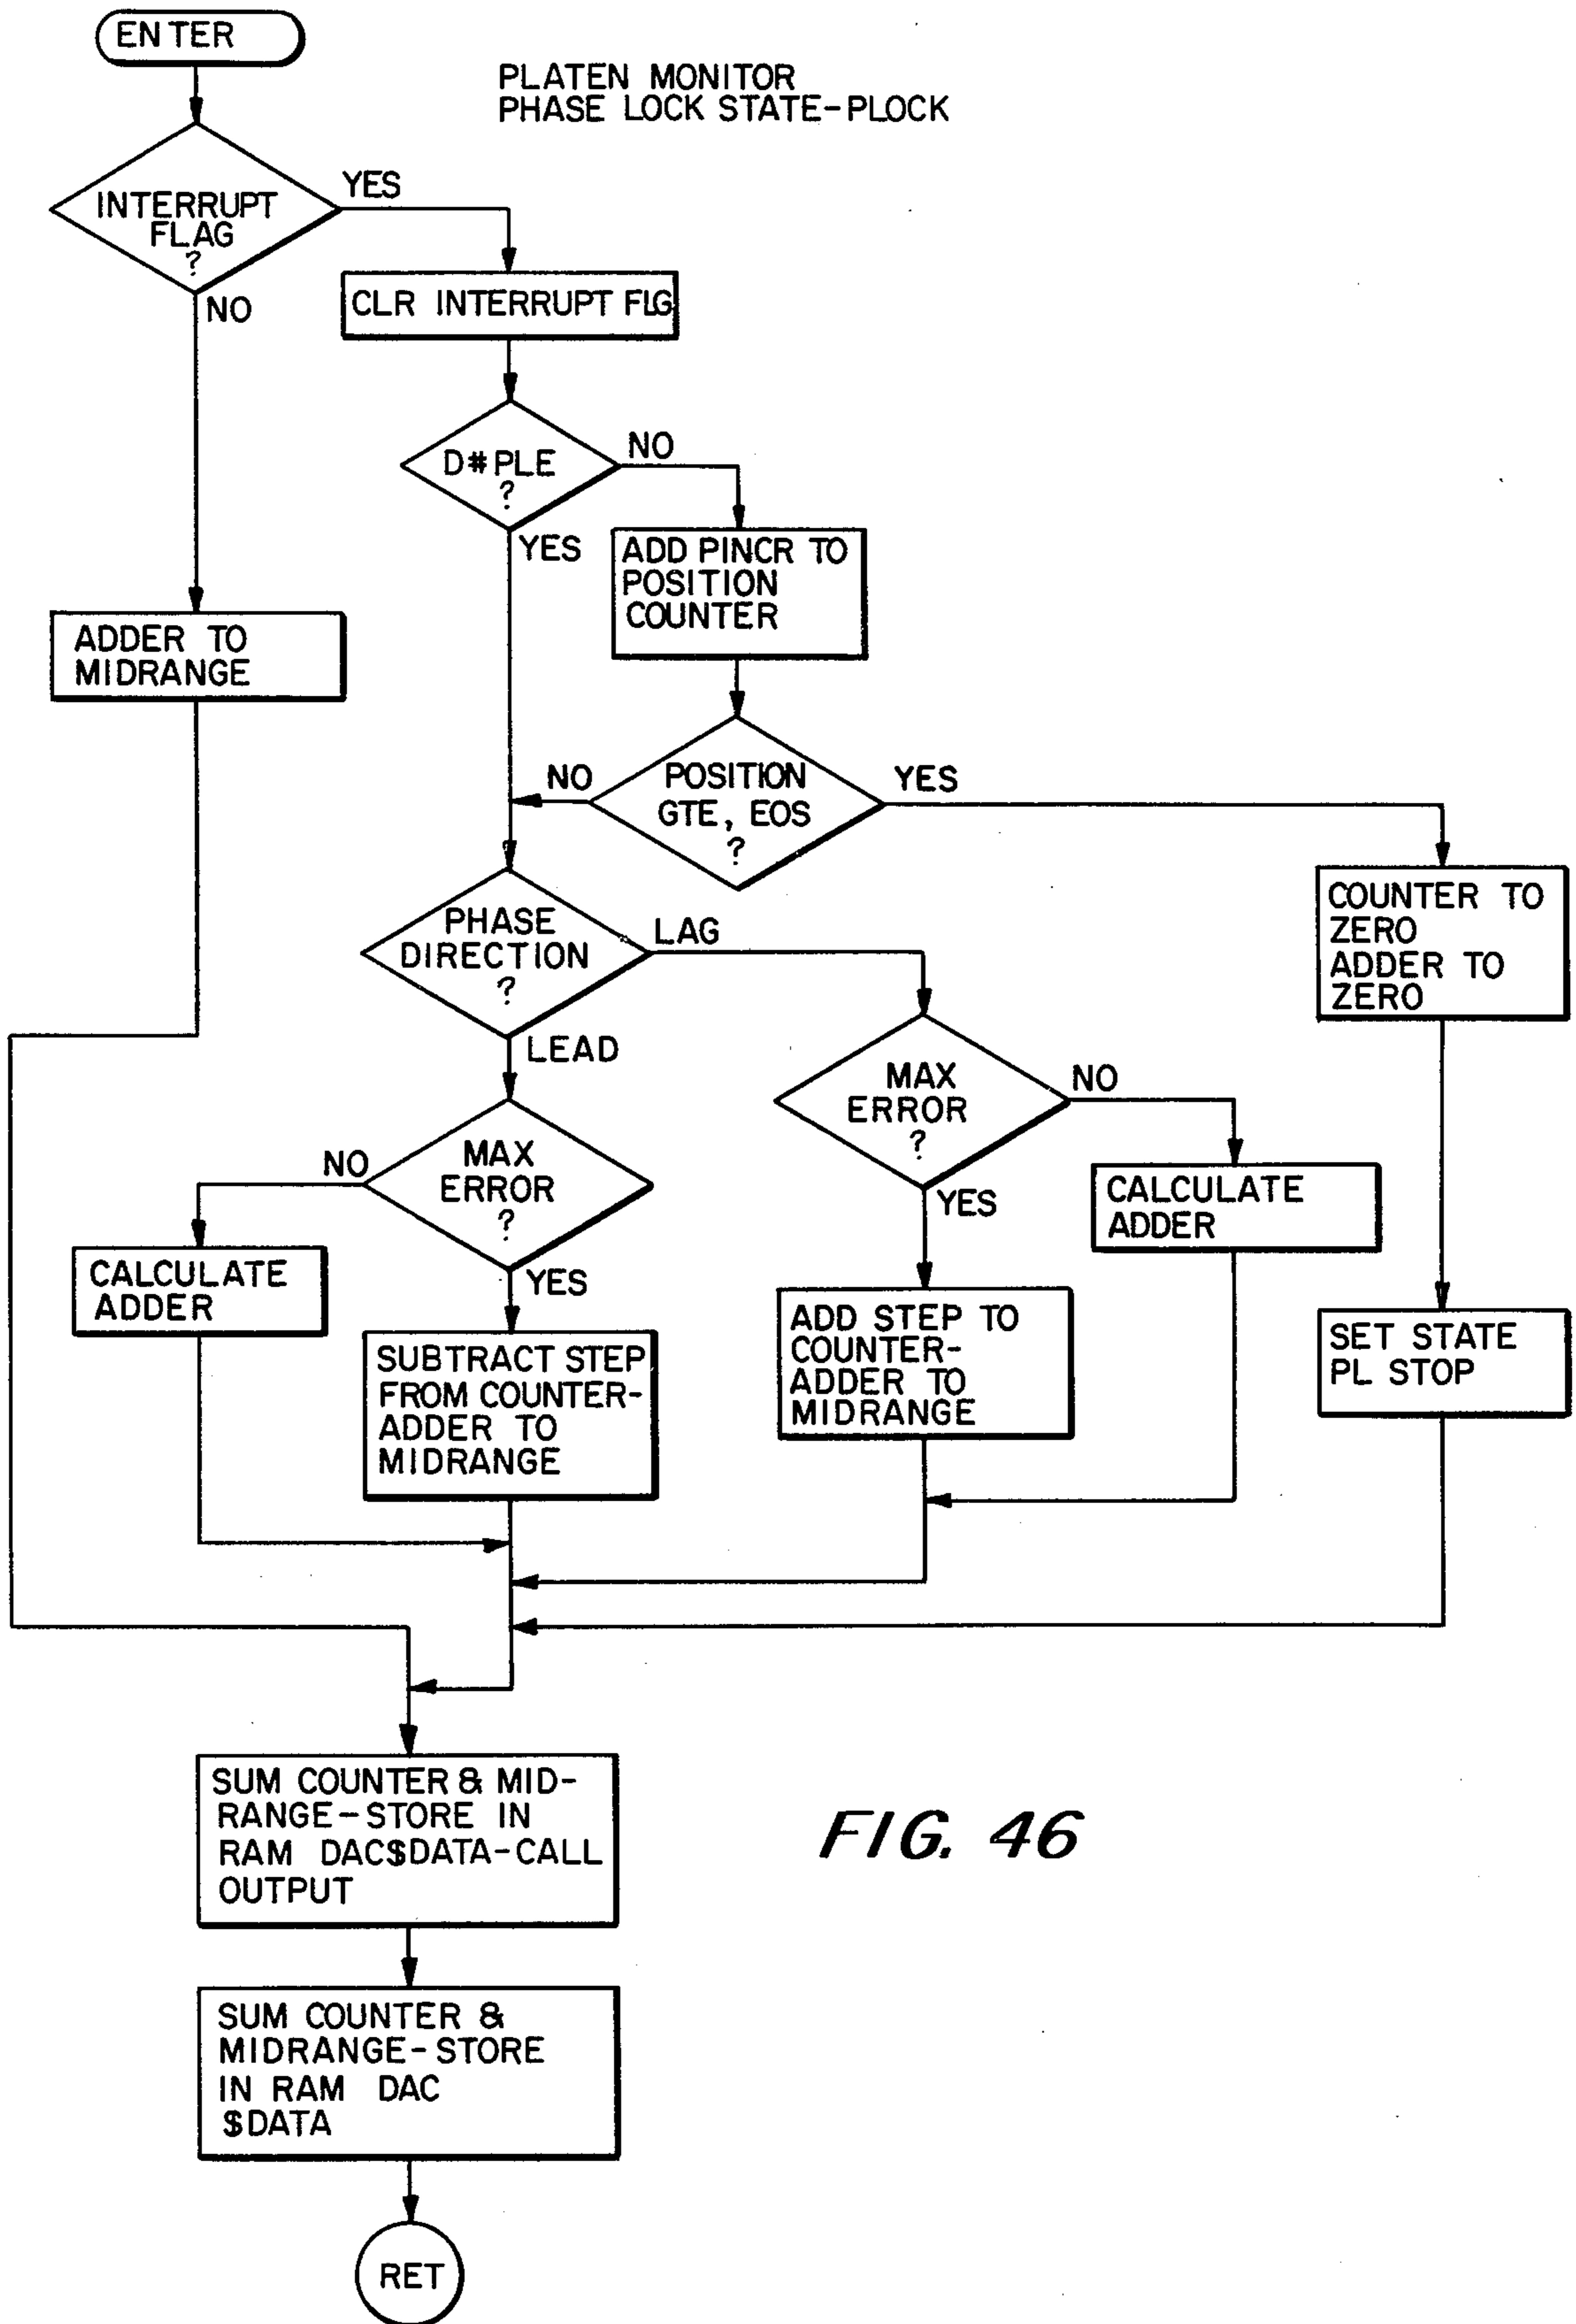 ENTER
PLATEN MONITOR
PHASE LOCK STATE-PLOCK
INTERRUPT
FLAG
?
YES
NO
CLR INTERRUPT FLG
D#PLE
?
NO
YES
ADD PINCR TO
POSITION
COUNTER
ADDER TO
MIDRANGE
POSITION
GTE, EOS
?
NO
YES
COUNTER TO
ZERO
ADDER TO
ZERO
PHASE
DIRECTION
?
LAG
LEAD
MAX
ERROR
?
NO
YES
MAX
ERROR
?
NO
YES
CALCULATE
ADDER
CALCULATE
ADDER
SUBTRACT STEP
FROM COUNTER-
ADDER TO
MIDRANGE
ADD STEP TO
COUNTER-
ADDER TO
MIDRANGE
SET STATE
PL STOP
SUM COUNTER & MID-
RANGE-STORE IN
RAM DAC$DATA-CALL
OUTPUT
FIG. 46
SUM COUNTER &
MIDRANGE-STORE
IN RAM DAC
$DATA
RET